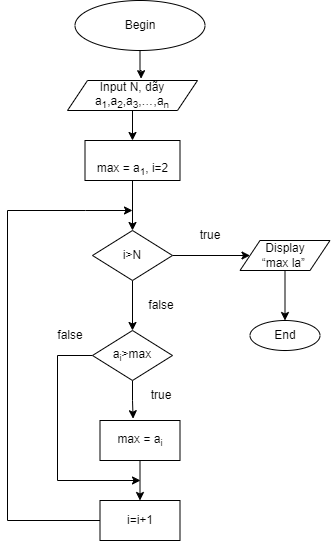 Begin
Input N, dãy
a₁,a₂,a₃,...,aₙ
max = a₁, i=2
i>N
true
Display
“max la”
false
End
false
aᵢ>max
true
max = aᵢ
i=i+1